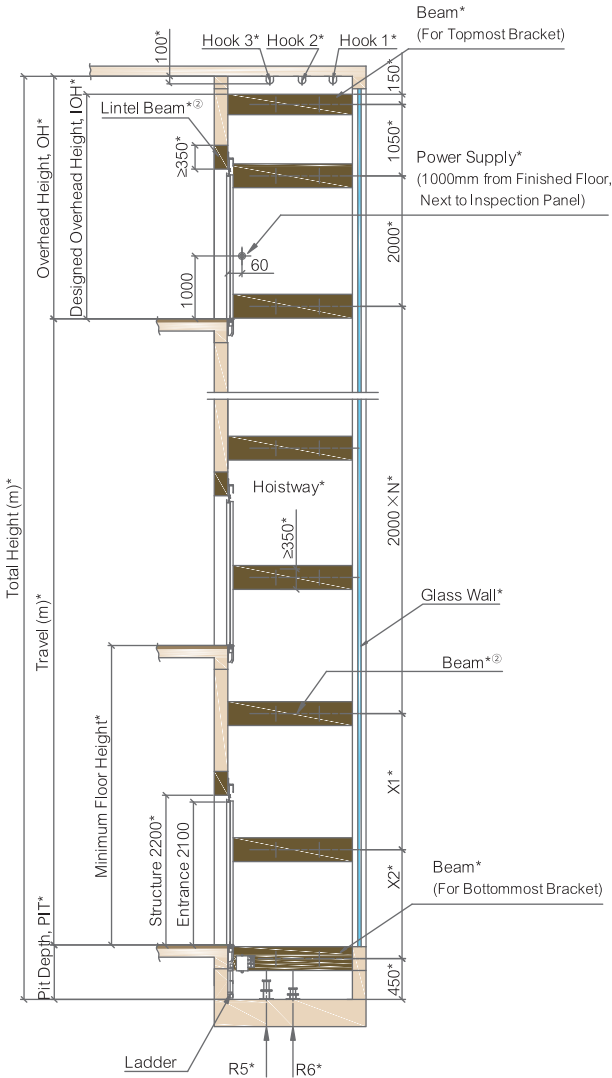 Beam*
(For Topmost Bracket)
100*
Hook 3*
Hook 2*
Hook 1*
150*
Overhead Height, OH*
Designed Overhead Height, IOH*
Lintel Beam*②
≥350*
1050*
Power Supply*
(1000mm from Finished Floor,
Next to Inspection Panel)
2000*
1000
60
Total Height (m)*
Travel (m)*
Hoistway*
≥350*
2000×N*
Glass Wall*
Beam*②
Minimum Floor Height*
X1*
Structure 2200*
Entrance 2100
X2*
Beam*
(For Bottommost Bracket)
Pit Depth, PIT*
450*
Ladder
R5*
R6*